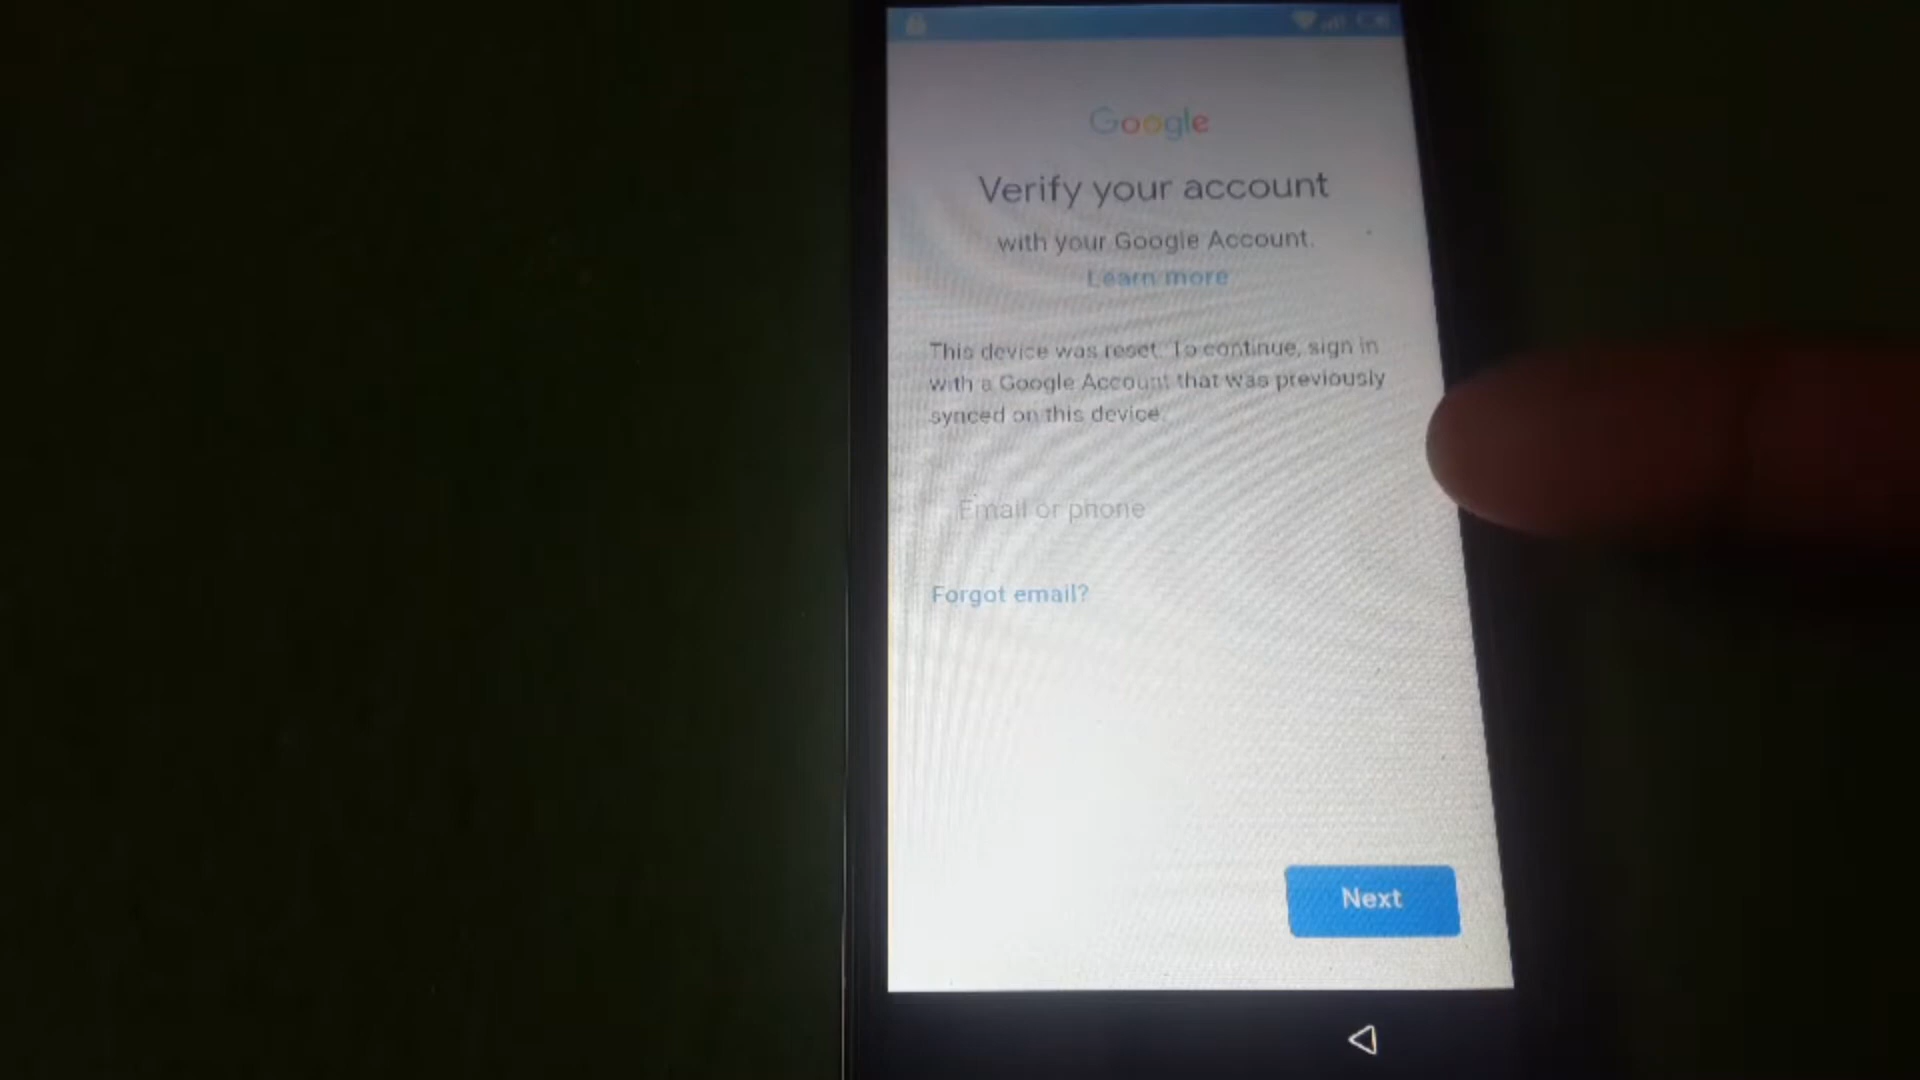 Google
Verify your account
with your Google Account.
Learn more
This device was reset. To continue, sign in
with a Google Account that was previously
synced on this device.
Email or phone
Forgot email?
Next